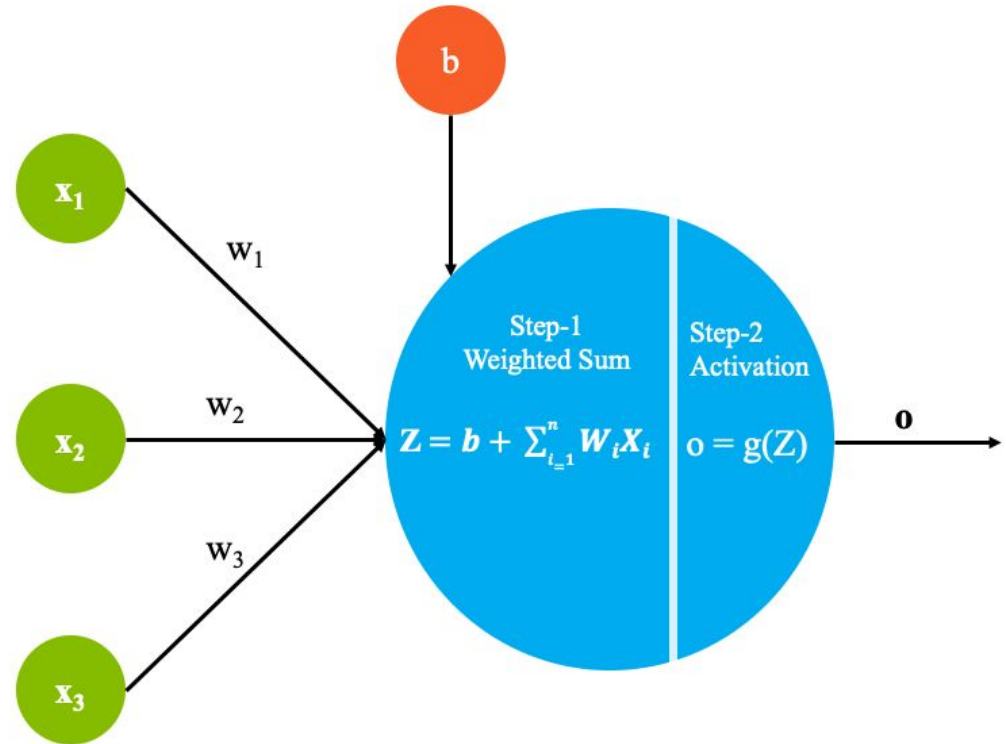 b
x₁
w₁
x₂
w₂
x₃
w₃
Step-1
Weighted Sum
Z = b + ∑ⁿᵢ₌₁ WᵢXᵢ
Step-2
Activation
o = g(Z)
o